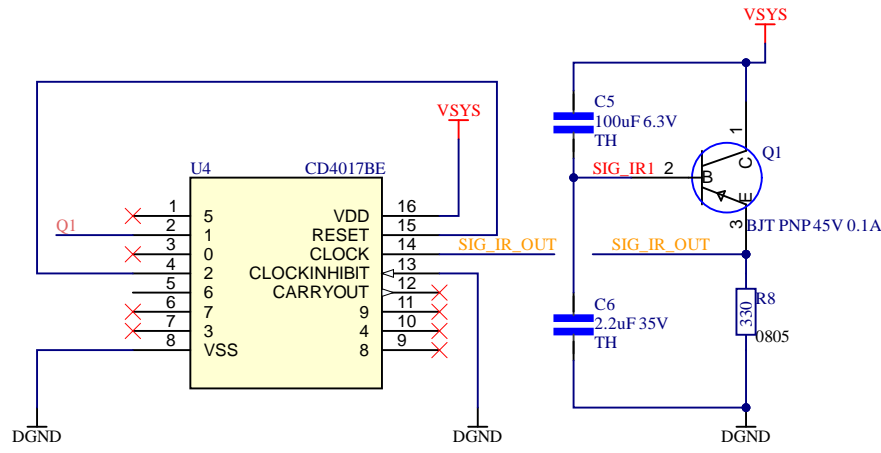 VSYS
C5
100uF 6.3V
TH
VSYS
1
C
Q1
U4
CD4017BE
SIG_IR1
2
B
E
3
BJT PNP 45V 0.1A
1
5
VDD
16
Q1
2
1
RESET
15
3
0
CLOCK
14
SIG_IR_OUT
SIG_IR_OUT
4
2
CLOCKINHIBIT
13
5
6
CARRYOUT
12
6
7
9
11
7
3
4
10
8
VSS
8
9
C6
2.2uF 35V
TH
R8
330
0805
DGND
DGND
DGND